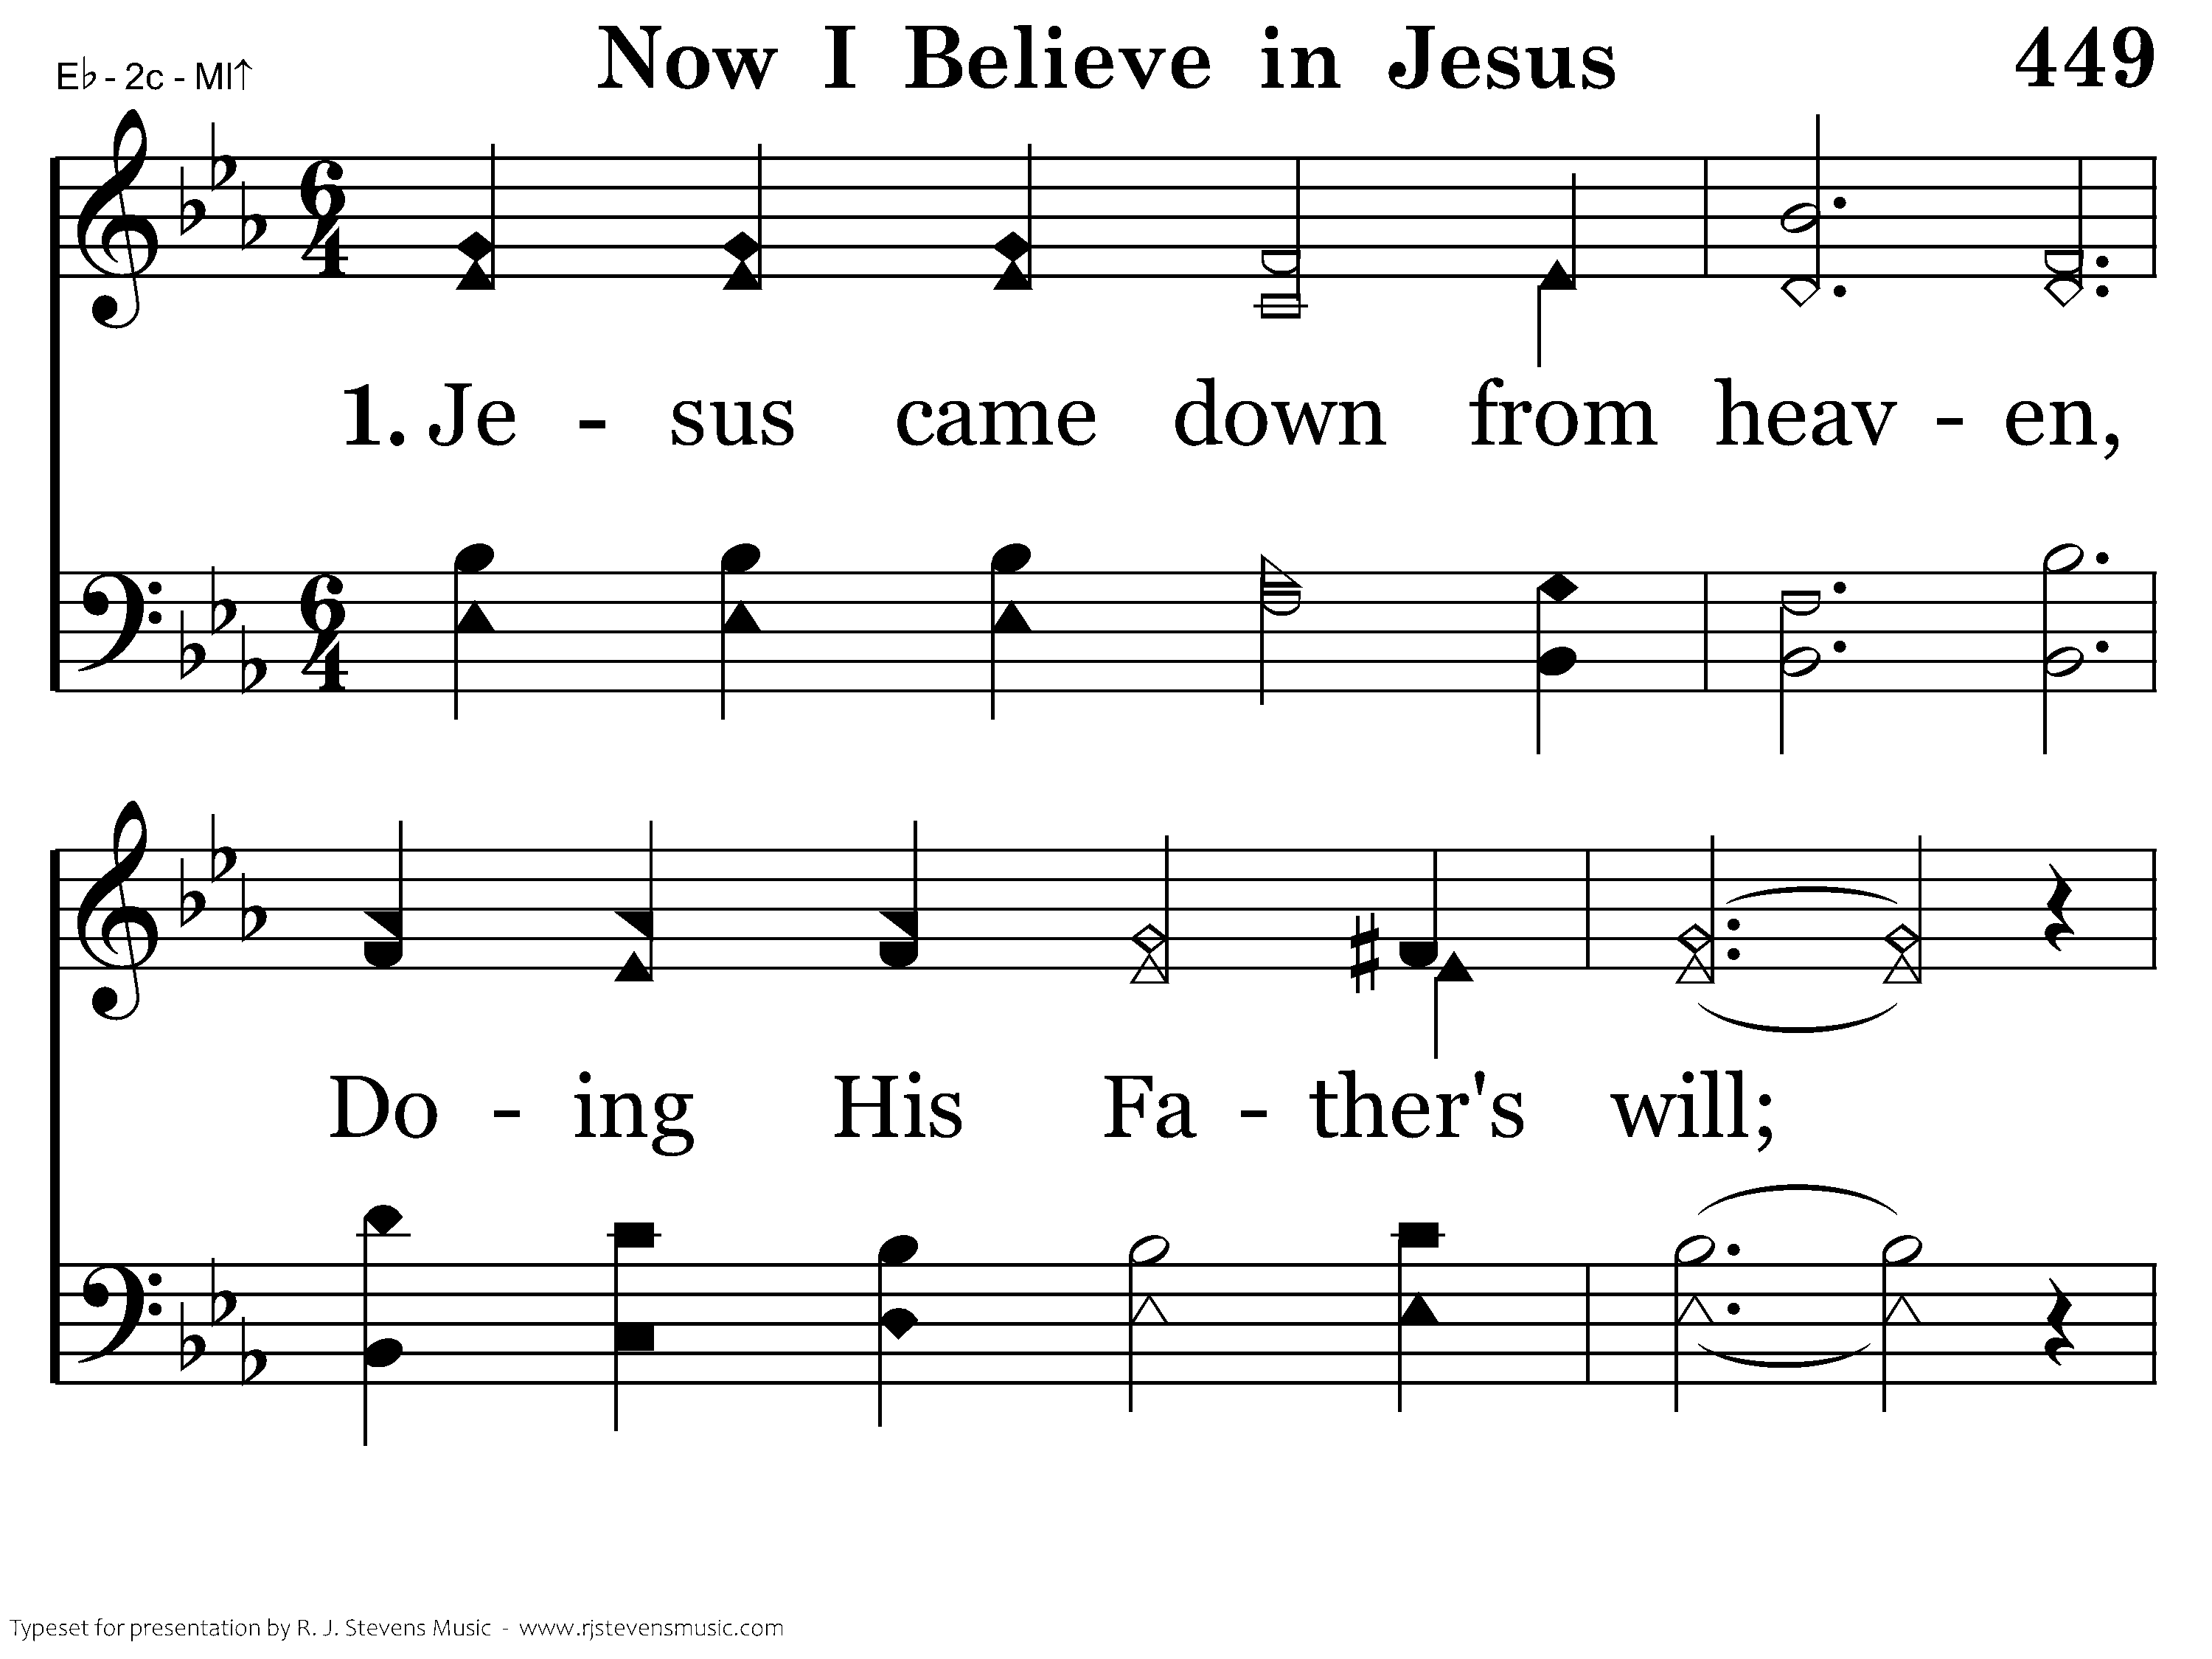 Now I Believe in Jesus 449
E♭ - 2c - MI↑
1. Je - sus came down from heav - en,
Do - ing His Fa - ther's will;
Typeset for presentation by R. J. Stevens Music - www.rjstevensmusic.com